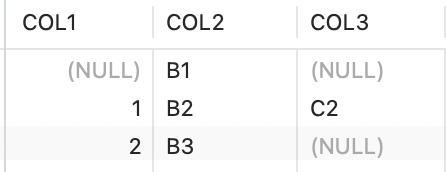 COL1 COL2 COL3
(NULL) B1 (NULL)
1 B2 C2
2 B3 (NULL)